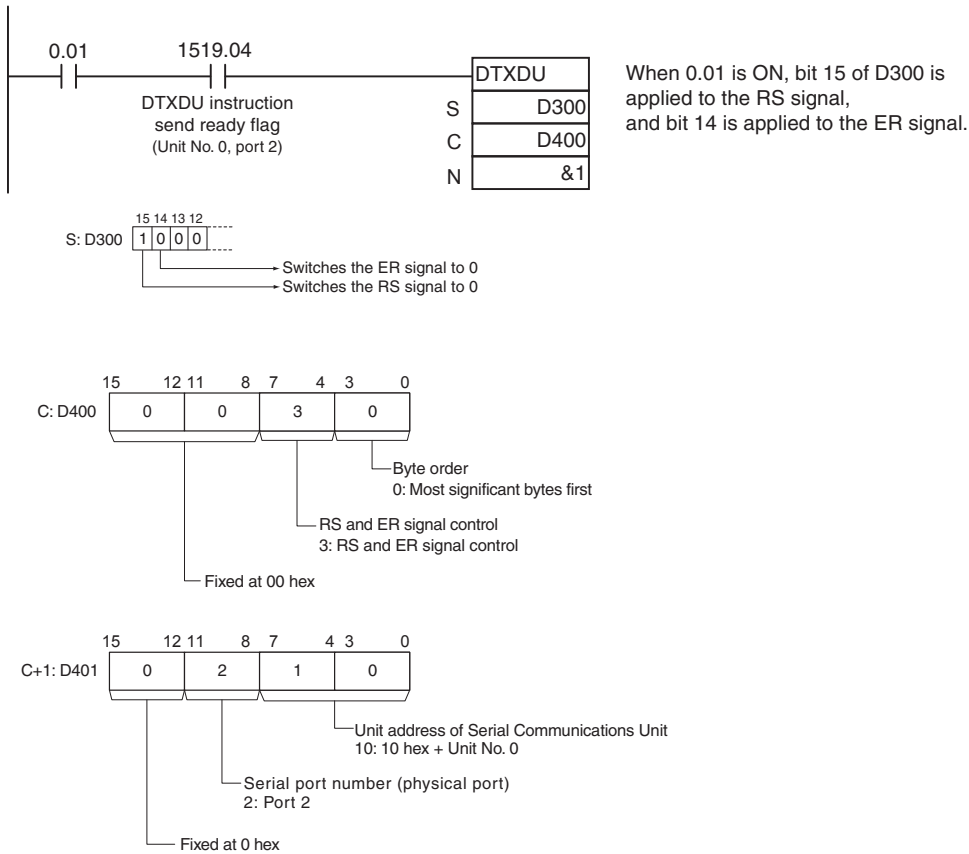 0.01
1519.04
DTXDU instruction
send ready flag
(Unit No. 0, port 2)
DTXDU
S D300
C D400
N &1
When 0.01 is ON, bit 15 of D300 is
applied to the RS signal,
and bit 14 is applied to the ER signal.
15 14 13 12
S: D300 1 0 0 0
Switches the ER signal to 0
Switches the RS signal to 0
15 12 11 8 7 4 3 0
C: D400 0 0 3 0
Byte order
0: Most significant bytes first
RS and ER signal control
3: RS and ER signal control
Fixed at 00 hex
15 12 11 8 7 4 3 0
C+1: D401 0 2 1 0
Unit address of Serial Communications Unit
10: 10 hex + Unit No. 0
Serial port number (physical port)
2: Port 2
Fixed at 0 hex